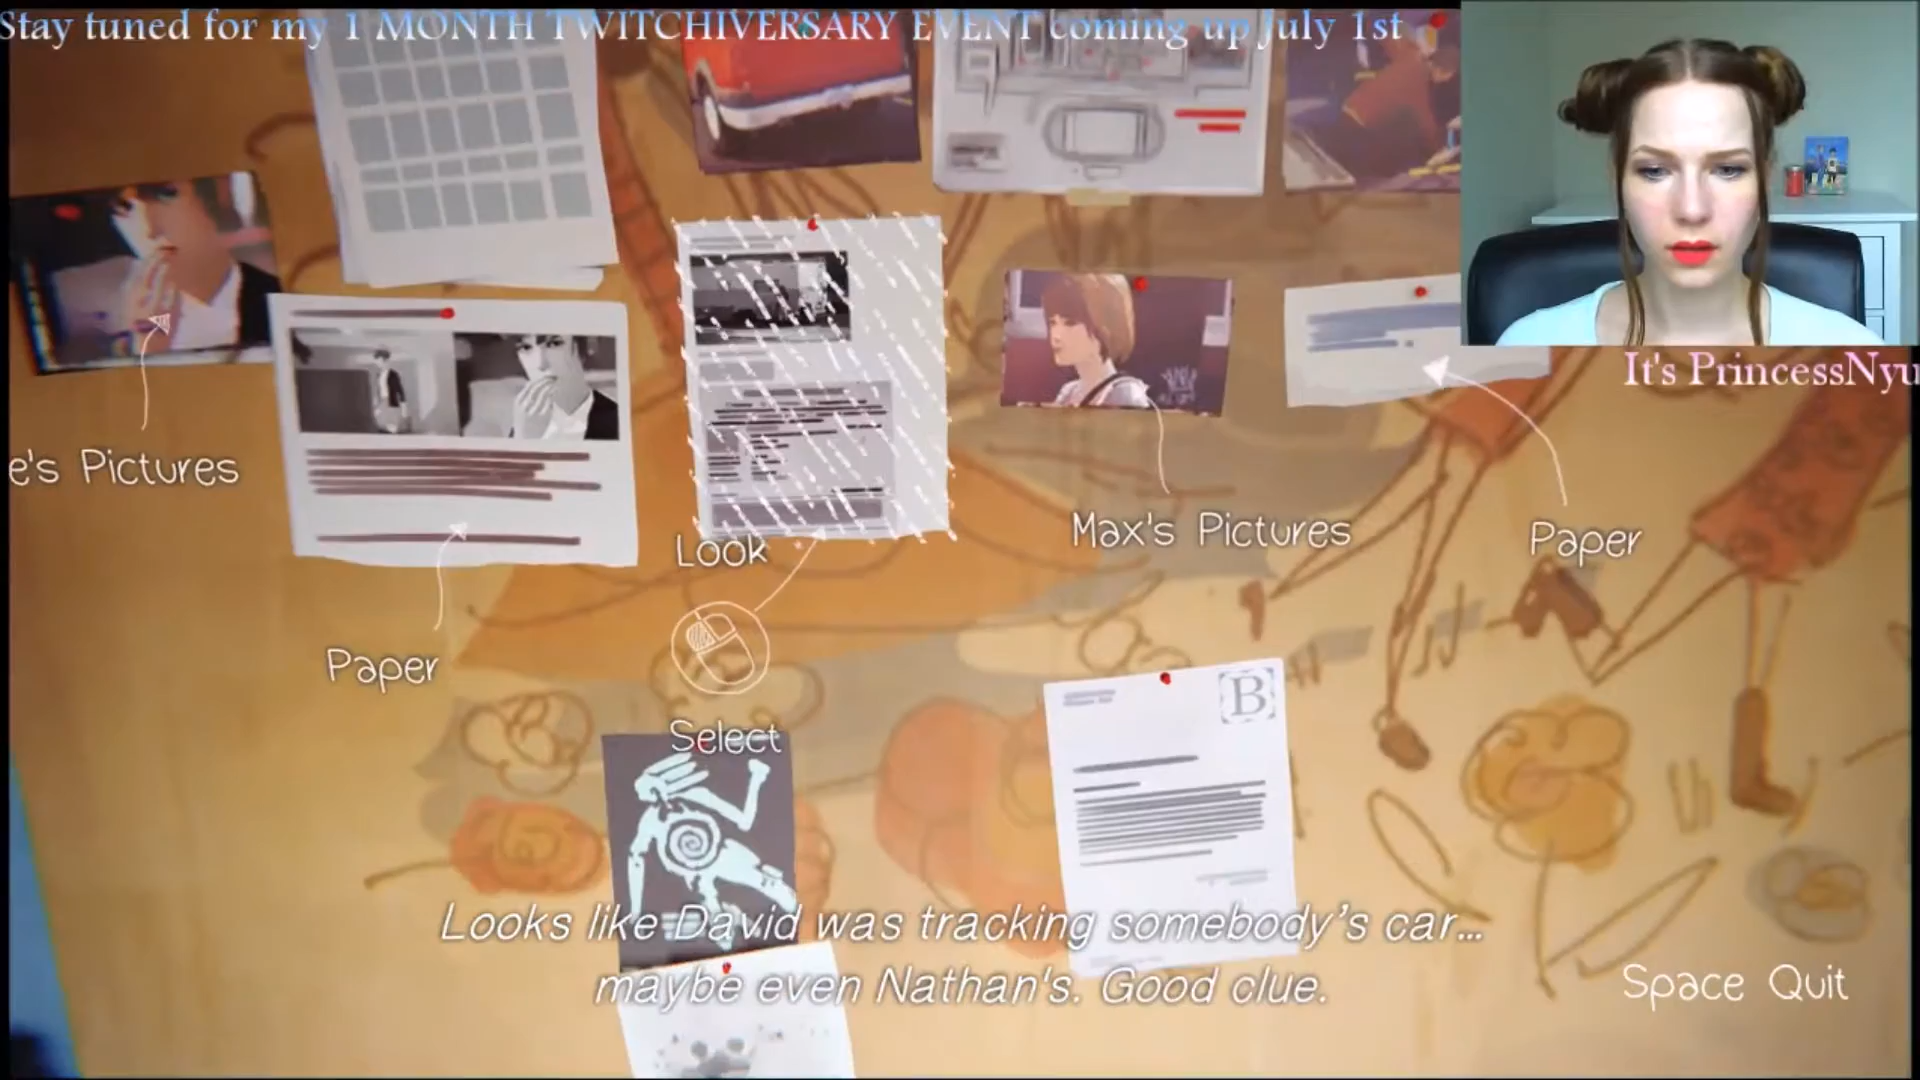 Stay tuned for my 1 MONTH TWITCHIVERSARY EVENT coming up July 1st
It's PrincessNyu
e's Pictures
Look
Max's Pictures
Paper
Paper
Select
B
Looks like David was tracking somebody's car...
maybe even Nathan's. Good clue.
Space Quit